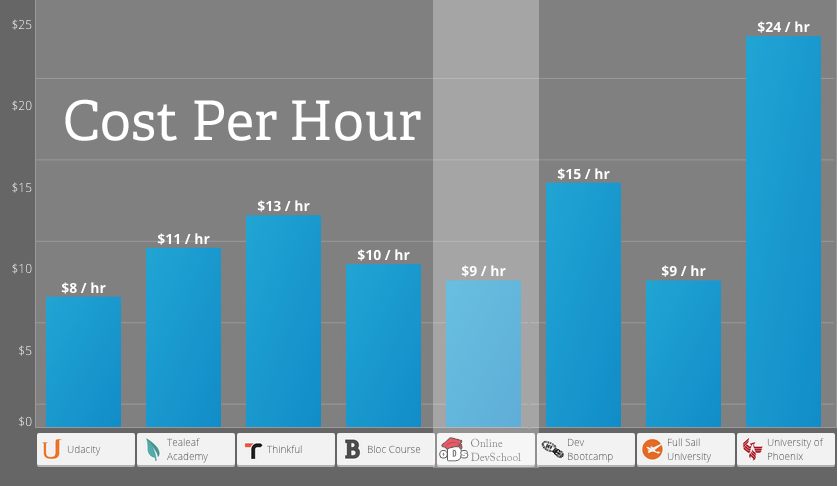 $25
$20
$15
$10
$5
$0
Cost Per Hour
$8 / hr
$11 / hr
$13 / hr
$10 / hr
$9 / hr
$15 / hr
$9 / hr
$24 / hr
Udacity
Tealeaf
Academy
Thinkful
B
Bloc Course
ODS
Online
DevSchool
Dev
Bootcamp
Full Sail
University
University of
Phoenix